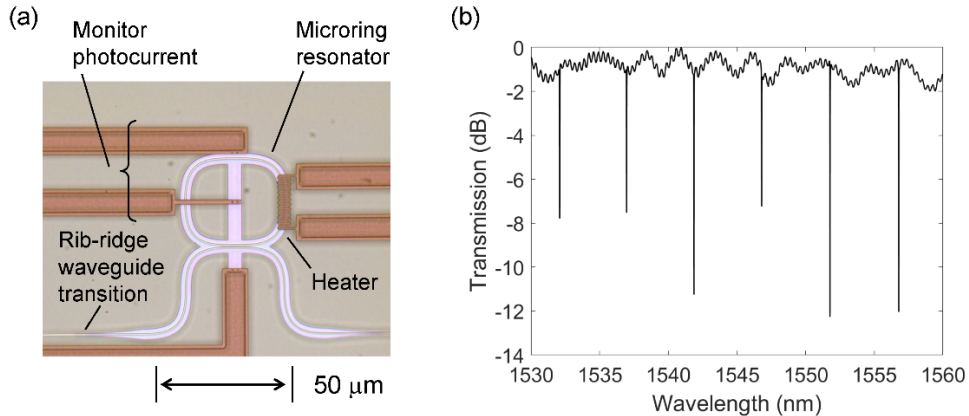 (a)
Monitor
photocurrent
Microring
resonator
Rib-ridge
waveguide
transition
Heater
50 μm
(b)
Transmission (dB)
0
-2
-4
-6
-8
-10
-12
-14
1530 1535 1540 1545 1550 1555 1560
Wavelength (nm)